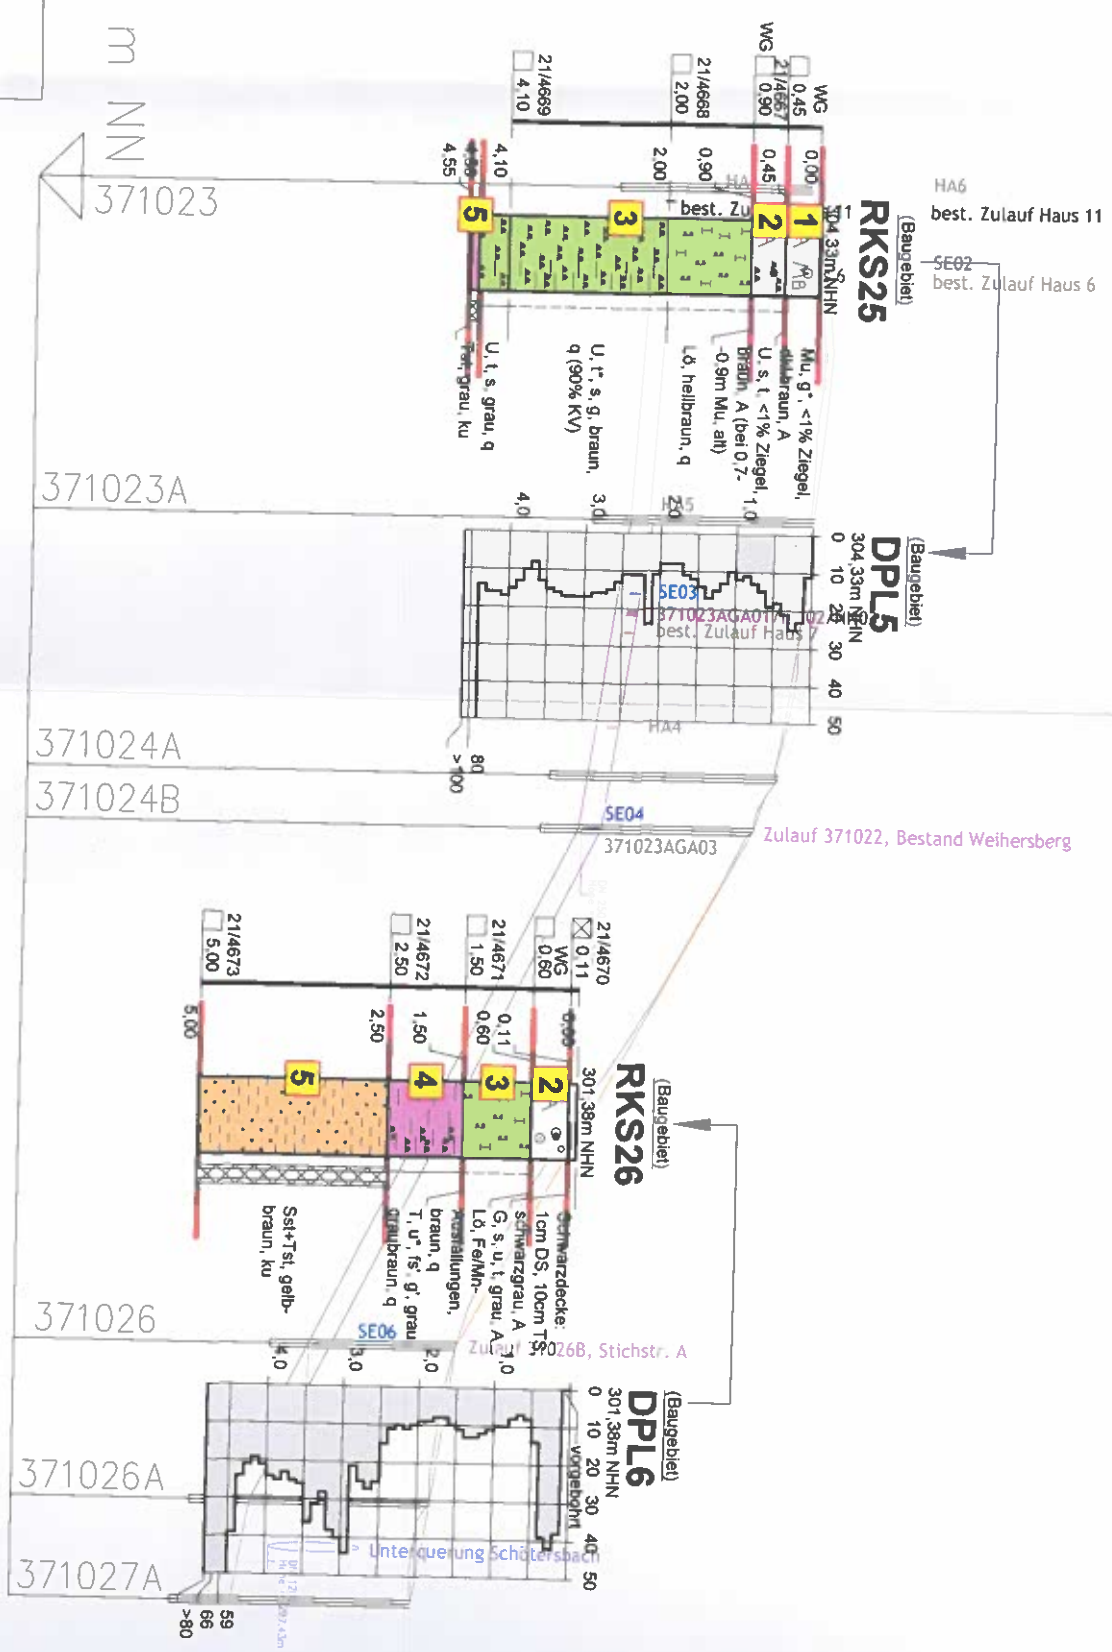 m NN
371023
371023A
371024A
371024B
371026
371026A
371027A
HA6
best. Zulauf Haus 11
SE02
best. Zulauf Haus 6
(Baugebiet)
RKS25
304,33m NHN
WG
0,45
21/4667
WG
0,90
21/4668
2,00
21/4669
4,10
0,00
0,45
0,90
2,00
4,10
4,55
HA
best. Zu
1
2
3
5
Mu, g*, <1% Ziegel,
dkl.braun, A
U, s, t, <1% Ziegel,
braun, A (bei 0,7-
-0,9m Mu, alt)
Lö, hellbraun, q
U, t*, s, g, braun,
q (90% KV)
U, t, s, grau, q
Tst, grau, ku
(Baugebiet)
DPL5
304,33m NHN
0 10 20 30 40 50
1,0
2,0
3,0
4,0
HA5
SE03
best. Zulauf Haus 7
HA4
80
>100
SE04
371023AGA03
Zulauf 371022, Bestand Weihersberg
(Baugebiet)
RKS26
301,38m NHN
21/4670
0,11
WG
0,60
21/4671
1,50
21/4672
2,50
21/4673
5,00
0,00
0,11
0,60
1,50
2,50
5,00
2
3
4
5
Schwarzdecke:
1cm DS, 10cm TS,
schwarzgrau, A
G, s, u, t, grau, A
Lö, Fe/Mn-
Ausfällungen,
braun, q
T, u*, fs', g', grau
graubraun, q
Sst+Tst, gelb-
braun, ku
SE06
Zulauf 371026B, Stichstr. A
(Baugebiet)
DPL6
301,38m NHN
0 10 20 30 40 50
vorgebohrt
1,0
2,0
3,0
4,0
Unterquerung Schötersbach
59
66
>80